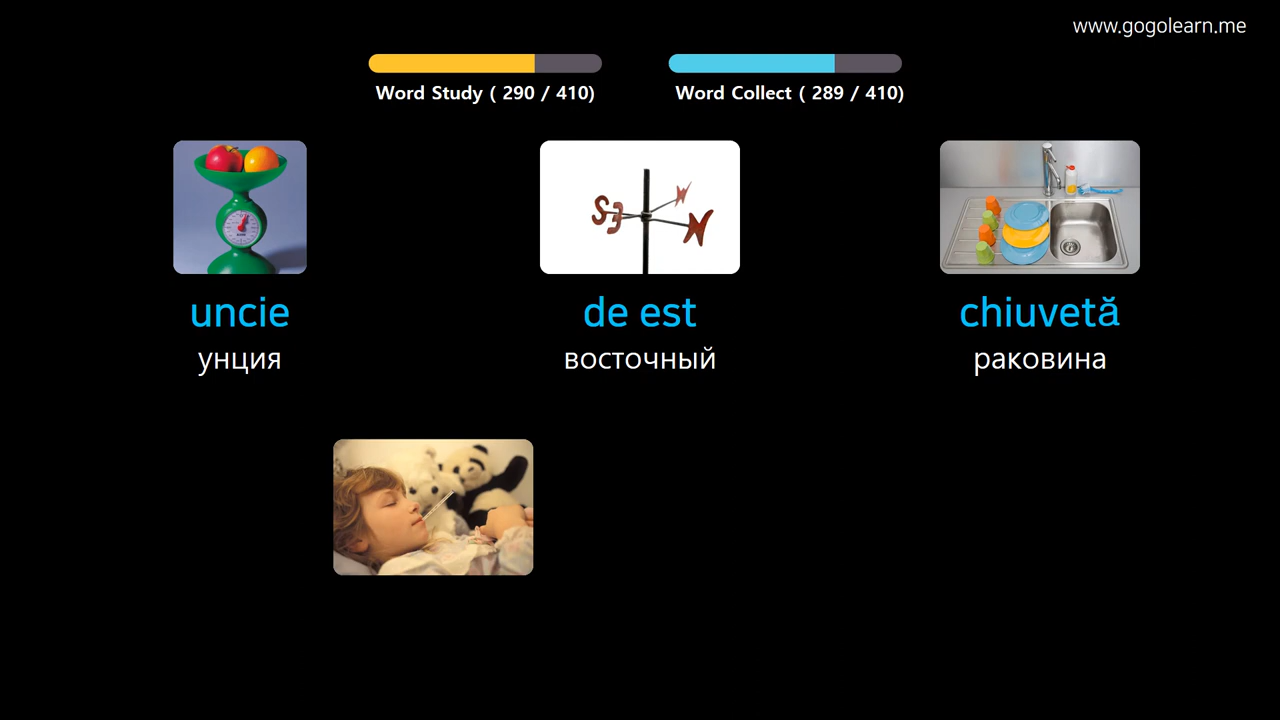 www.gogolearn.me
Word Study ( 290 / 410)
Word Collect ( 289 / 410)
uncie
de est
chiuvetă
унция
восточный
раковина